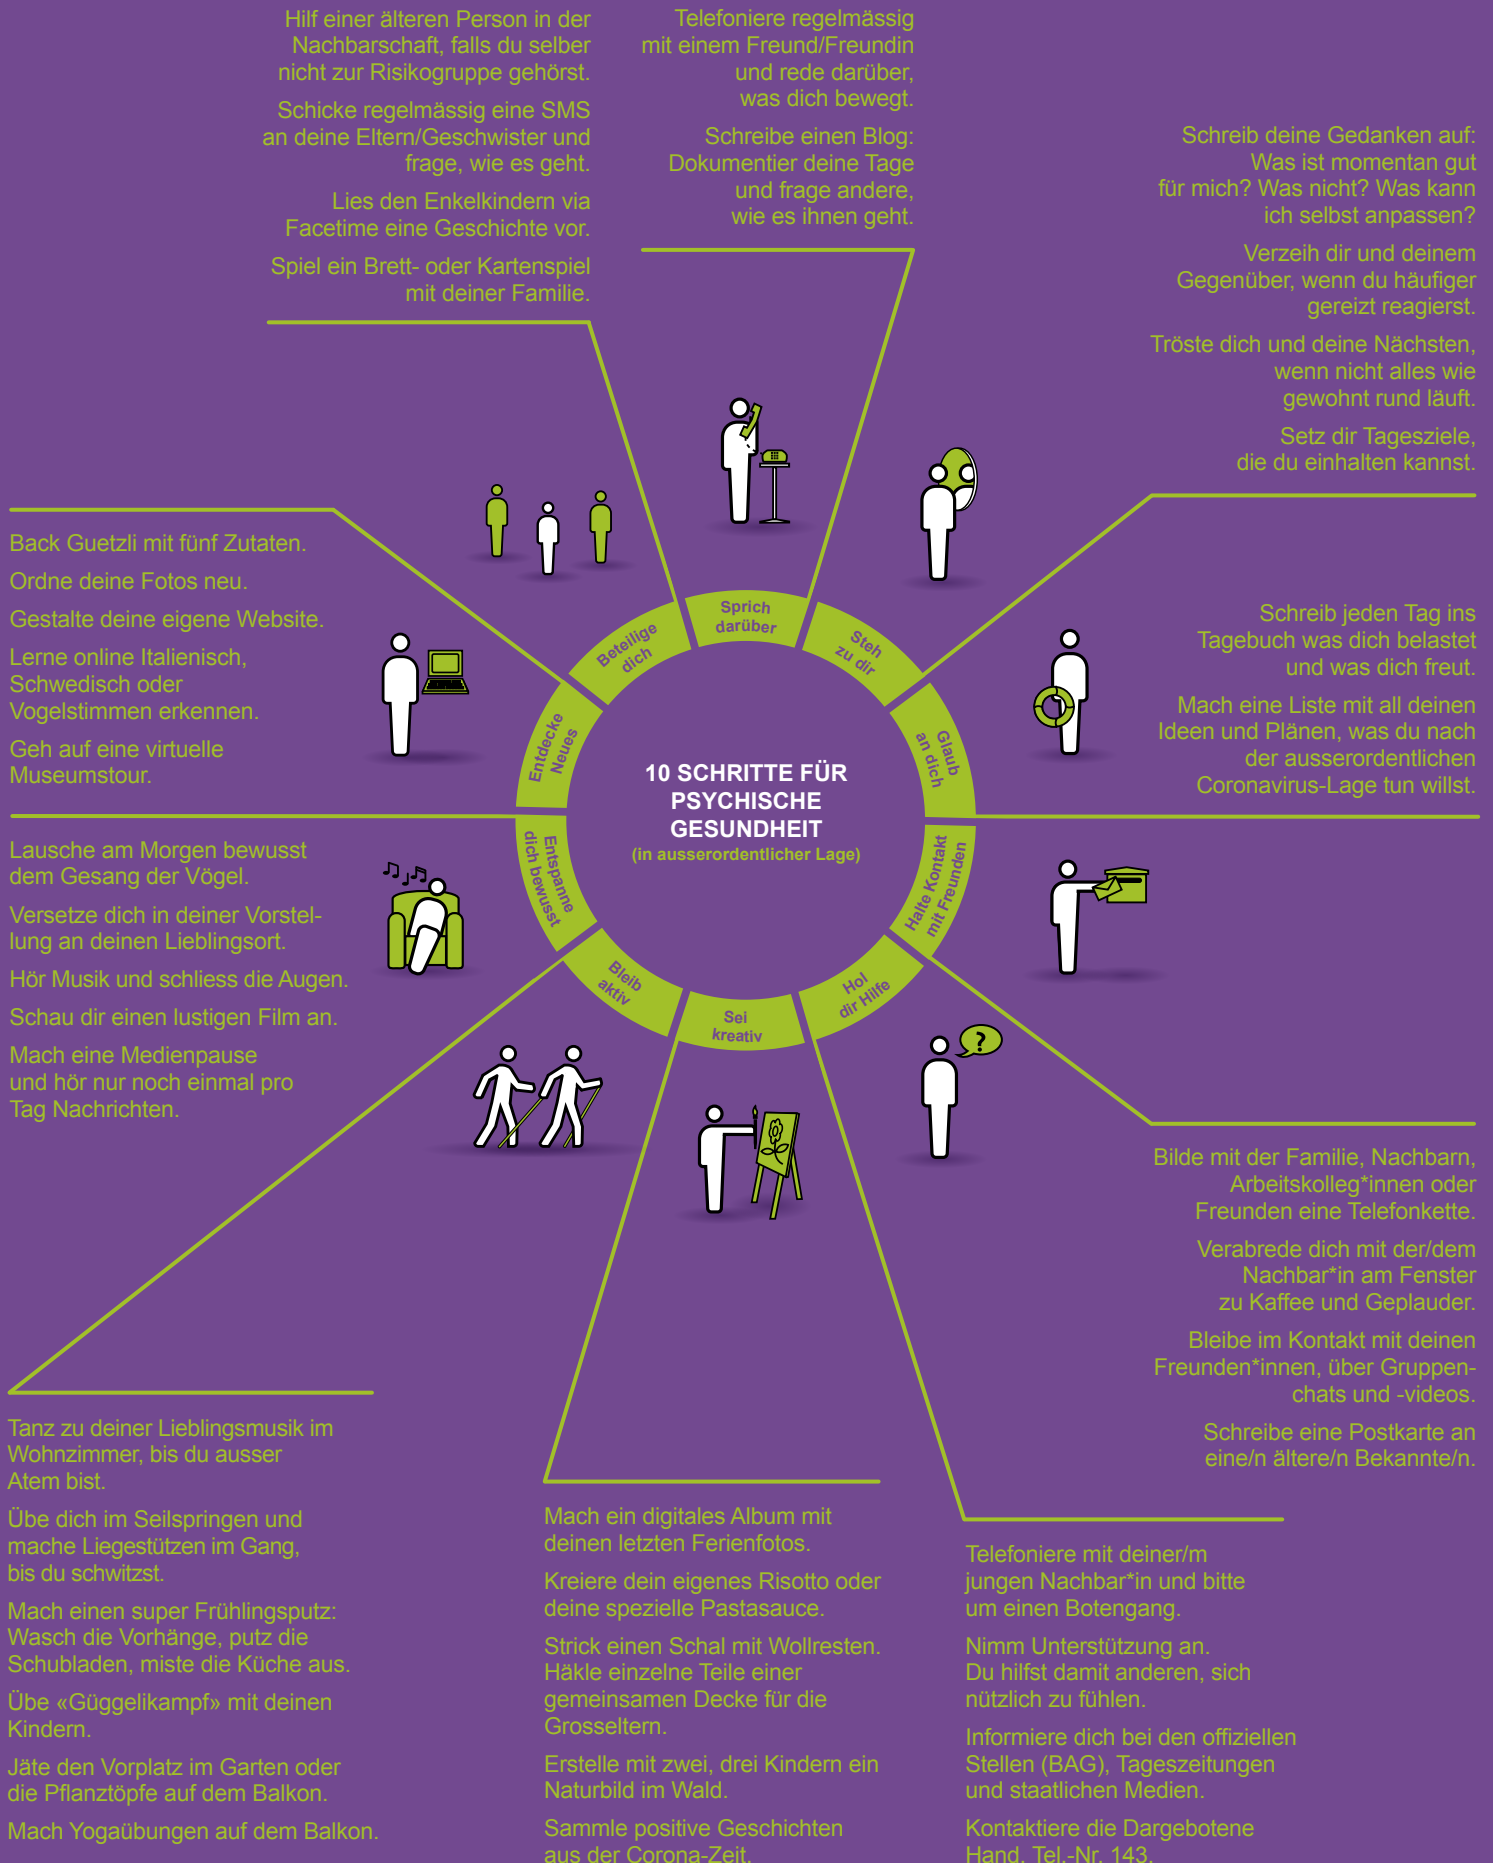 Hilf einer älteren Person in der
Nachbarschaft, falls du selber
nicht zur Risikogruppe gehörst.
Schicke regelmässig eine SMS
an deine Eltern/Geschwister und
frage, wie es geht.
Lies den Enkelkindern via
Facetime eine Geschichte vor.
Spiel ein Brett- oder Kartenspiel
mit deiner Familie.
Telefoniere regelmässig
mit einem Freund/Freundin
und rede darüber,
was dich bewegt.
Schreibe einen Blog:
Dokumentier deine Tage
und frage andere,
wie es ihnen geht.
Schreib deine Gedanken auf:
Was ist momentan gut
für mich? Was nicht? Was kann
ich selbst anpassen?
Verzeih dir und deinem
Gegenüber, wenn du häufiger
gereizt reagierst.
Tröste dich und deine Nächsten,
wenn nicht alles wie
gewohnt rund läuft.
Setz dir Tagesziele,
die du einhalten kannst.
Back Guetzli mit fünf Zutaten.
Ordne deine Fotos neu.
Gestalte deine eigene Website.
Lerne online Italienisch,
Schwedisch oder
Vogelstimmen erkennen.
Geh auf eine virtuelle
Museumstour.
Schreib jeden Tag ins
Tagebuch was dich belastet
und was dich freut.
Mach eine Liste mit all deinen
Ideen und Plänen, was du nach
der ausserordentlichen
Coronavirus-Lage tun willst.
Sprich
darüber
Steh
zu dir
Glaub
an dich
Halte Kontakt
mit Freunden
Hol
dir Hilfe
Sei
kreativ
Bleib
aktiv
Entspanne
dich bewusst
Entdecke
Neues
Beteilige
dich
10 SCHRITTE FÜR
PSYCHISCHE
GESUNDHEIT
(in ausserordentlicher Lage)
Lausche am Morgen bewusst
dem Gesang der Vögel.
Versetze dich in deiner Vorstel-
lung an deinen Lieblingsort.
Hör Musik und schliess die Augen.
Schau dir einen lustigen Film an.
Mach eine Medienpause
und hör nur noch einmal pro
Tag Nachrichten.
?
Bilde mit der Familie, Nachbarn,
Arbeitskolleg*innen oder
Freunden eine Telefonkette.
Verabrede dich mit der/dem
Nachbar*in am Fenster
zu Kaffee und Geplauder.
Bleibe im Kontakt mit deinen
Freunden*innen, über Gruppen-
chats und -videos.
Schreibe eine Postkarte an
eine/n ältere/n Bekannte/n.
Tanz zu deiner Lieblingsmusik im
Wohnzimmer, bis du ausser
Atem bist.
Übe dich im Seilspringen und
mache Liegestützen im Gang,
bis du schwitzst.
Mach einen super Frühlingsputz:
Wasch die Vorhänge, putz die
Schubladen, miste die Küche aus.
Übe «Güggelikampf» mit deinen
Kindern.
Jäte den Vorplatz im Garten oder
die Pflanztöpfe auf dem Balkon.
Mach Yogaübungen auf dem Balkon.
Mach ein digitales Album mit
deinen letzten Ferienfotos.
Kreiere dein eigenes Risotto oder
deine spezielle Pastasauce.
Strick einen Schal mit Wollresten.
Häkle einzelne Teile einer
gemeinsamen Decke für die
Grosseltern.
Erstelle mit zwei, drei Kindern ein
Naturbild im Wald.
Sammle positive Geschichten
aus der Corona-Zeit.
Telefoniere mit deiner/m
jungen Nachbar*in und bitte
um einen Botengang.
Nimm Unterstützung an.
Du hilfst damit anderen, sich
nützlich zu fühlen.
Informiere dich bei den offiziellen
Stellen (BAG), Tageszeitungen
und staatlichen Medien.
Kontaktiere die Dargebotene
Hand. Tel.-Nr. 143.